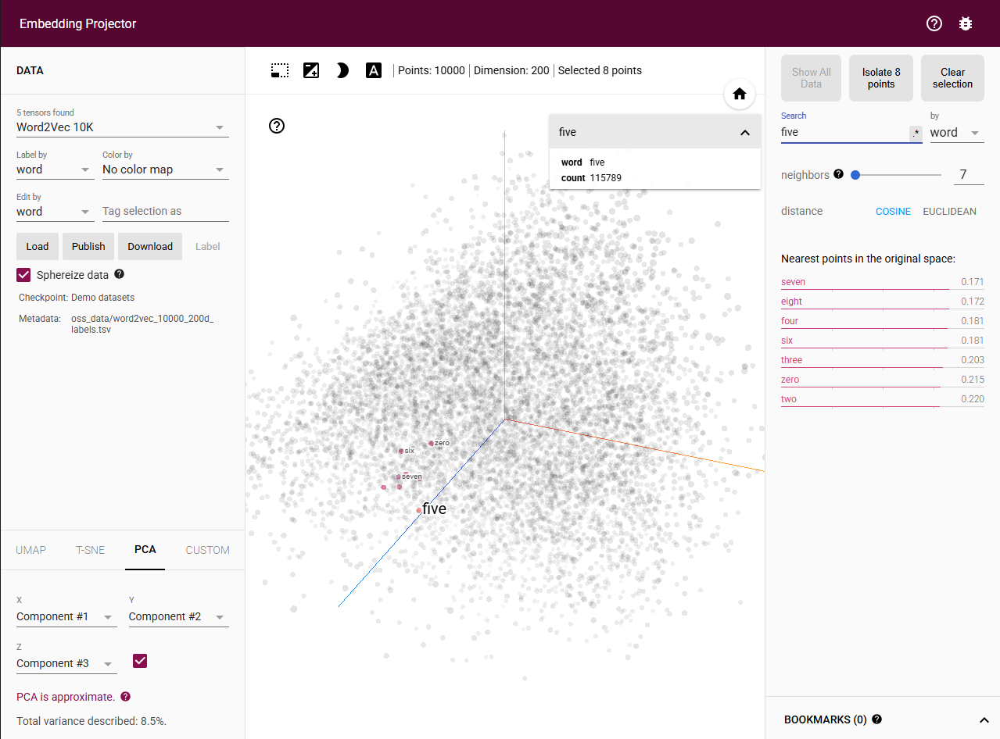 Embedding Projector
DATA
5 tensors found
Word2Vec 10K
Label by
word
Color by
No color map
Edit by
word
Tag selection as
Load
Publish
Download
Label
Sphereize data
Checkpoint: Demo datasets
Metadata: oss_data/word2vec_10000_200d_
labels.tsv
UMAP
T-SNE
PCA
CUSTOM
X
Component #1
Y
Component #2
Z
Component #3
PCA is approximate.
Total variance described: 8.5%.
A
Points: 10000 | Dimension: 200 | Selected 8 points
five
word five
count 115789
zero
six
seven
five
Show All
Data
Isolate 8
points
Clear
selection
Search
five
.*
by
word
neighbors
7
distance
COSINE
EUCLIDEAN
Nearest points in the original space:
seven 0.171
eight 0.172
four 0.181
six 0.181
three 0.203
zero 0.215
two 0.220
BOOKMARKS (0)